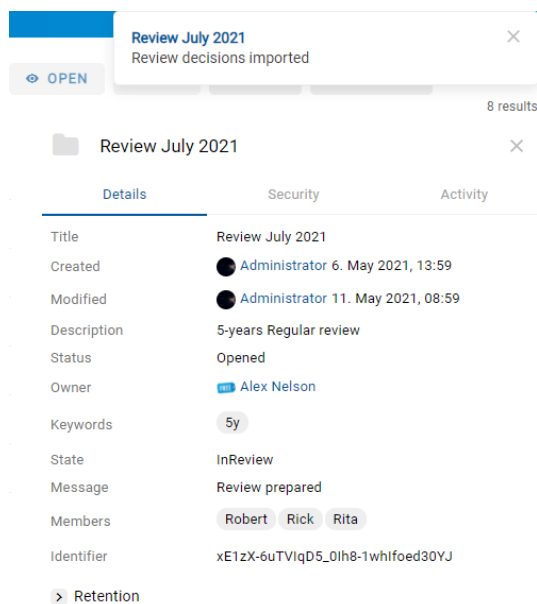 Review July 2021
Review decisions imported
OPEN
8 results
Review July 2021
Details Security Activity
Title Review July 2021
Created Administrator 6. May 2021, 13:59
Modified Administrator 11. May 2021, 08:59
Description 5-years Regular review
Status Opened
Owner Alex Nelson
Keywords 5y
State InReview
Message Review prepared
Members Robert Rick Rita
Identifier xE1zX-6uTVIqD5_0Ih8-1whIfoed30YJ
Retention